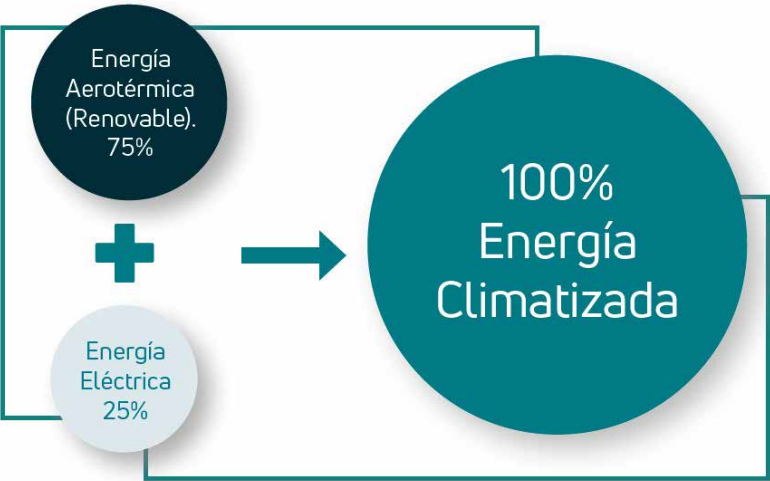 Energía
Aerotérmica
(Renovable).
75%
Energía
Eléctrica
25%
100%
Energía
Climatizada